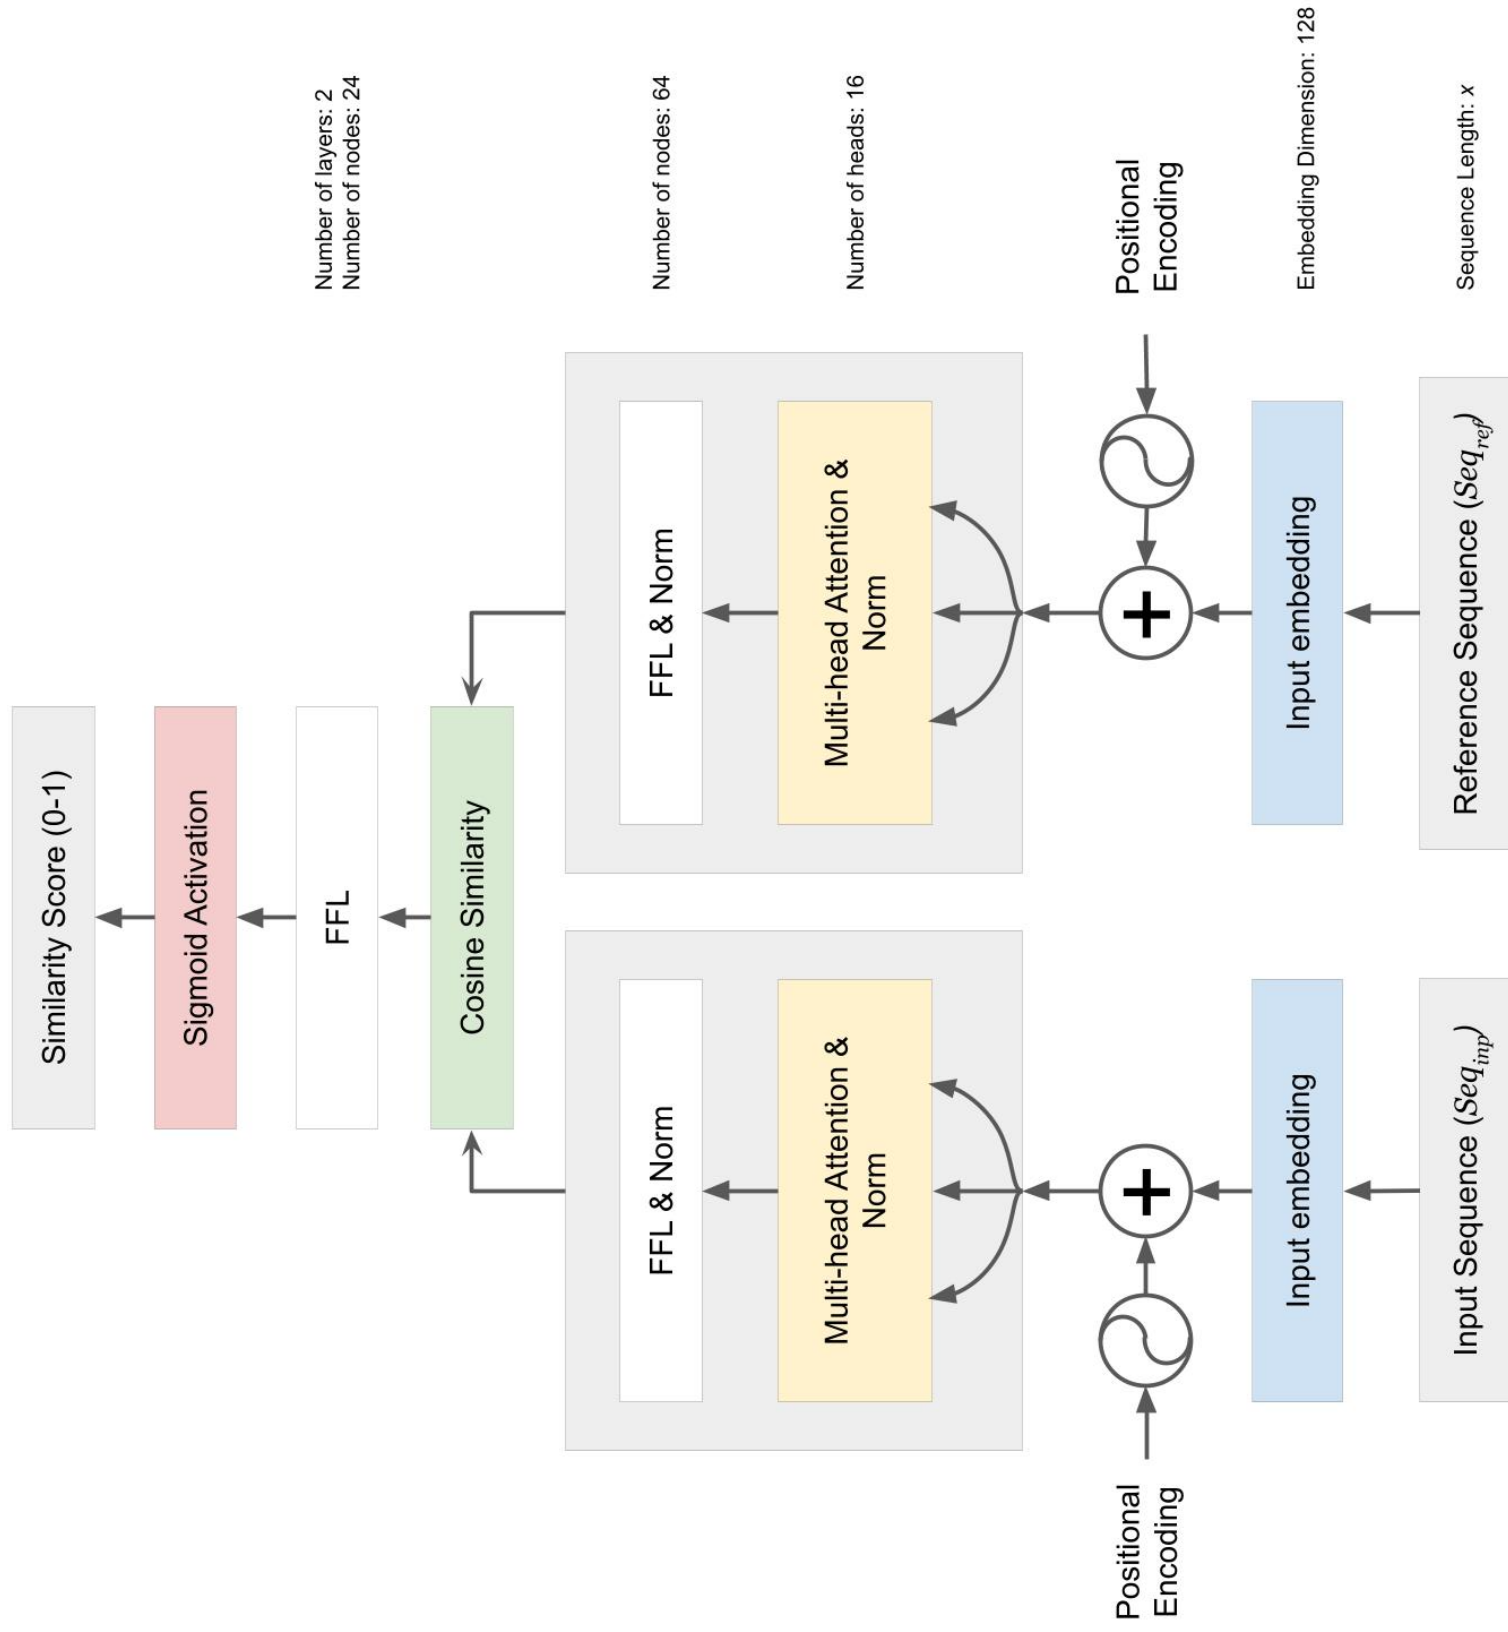 Similarity Score (0-1)
Sigmoid Activation
FFL
Number of layers: 2
Number of nodes: 24
Cosine Similarity
FFL & Norm
FFL & Norm
Number of nodes: 64
Multi-head Attention &
Norm
Multi-head Attention &
Norm
Number of heads: 16
Positional
Encoding
+
+
Positional
Encoding
Input embedding
Input embedding
Embedding Dimension: 128
Input Sequence (Seq_inp)
Reference Sequence (Seq_ref)
Sequence Length: x